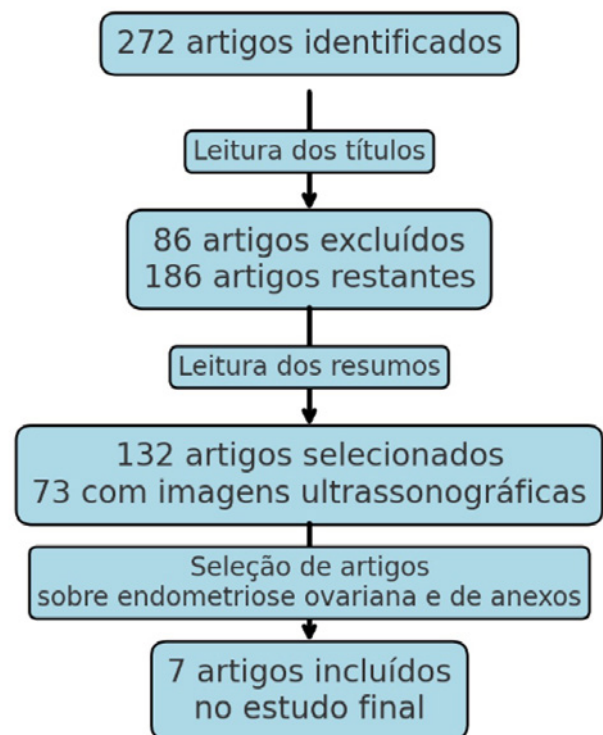 272 artigos identificados
Leitura dos títulos
86 artigos excluídos
186 artigos restantes
Leitura dos resumos
132 artigos selecionados
73 com imagens ultrassonográficas
Seleção de artigos
sobre endometriose ovariana e de anexos
7 artigos incluídos
no estudo final